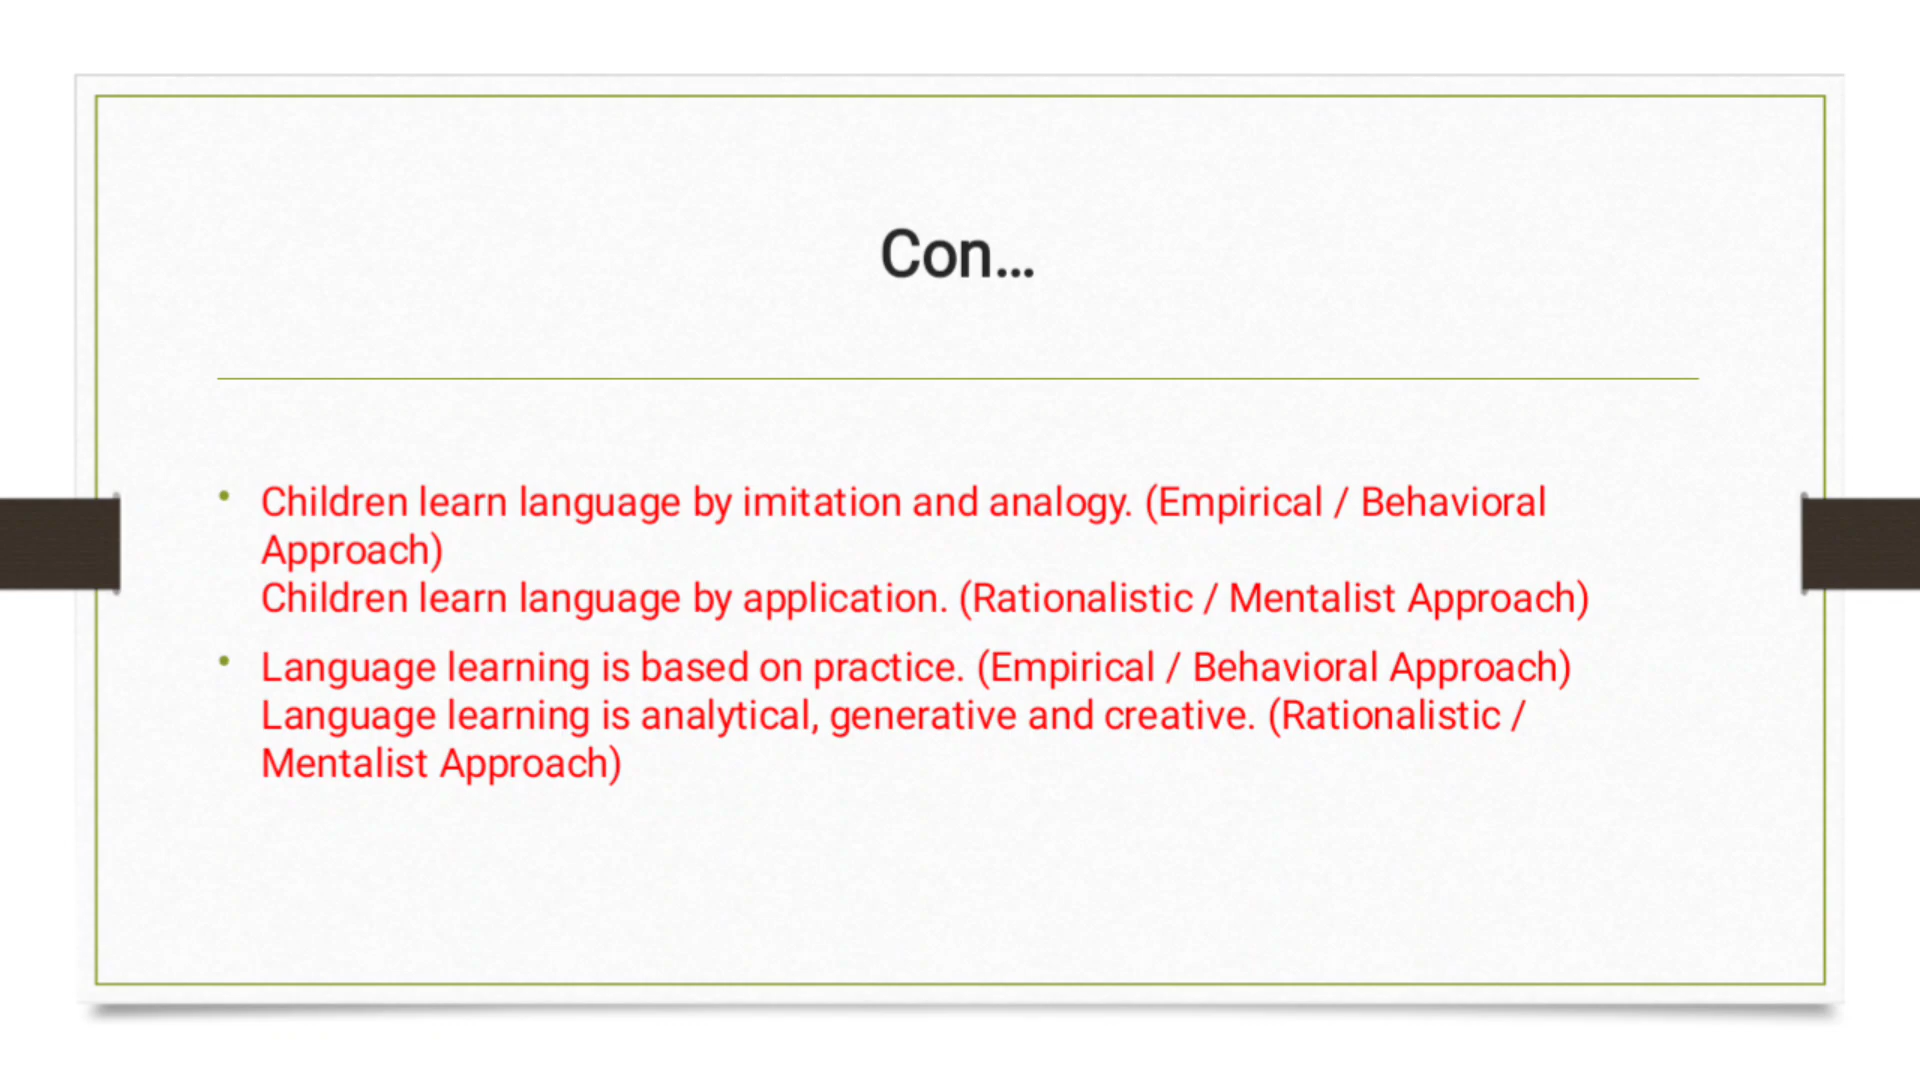 Con...
• Children learn language by imitation and analogy. (Empirical / Behavioral
Approach)
Children learn language by application. (Rationalistic / Mentalist Approach)
• Language learning is based on practice. (Empirical / Behavioral Approach)
Language learning is analytical, generative and creative. (Rationalistic /
Mentalist Approach)